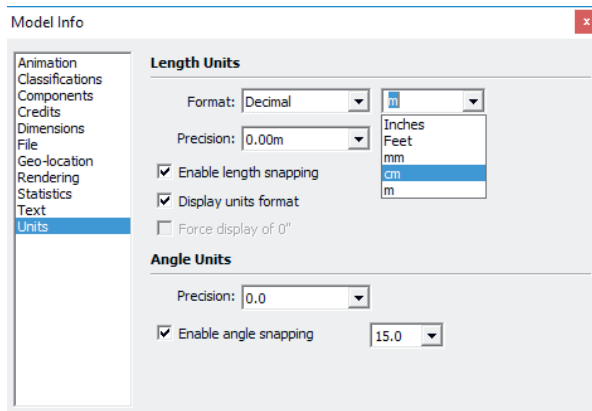 Model Info
x
Animation
Classifications
Components
Credits
Dimensions
File
Geo-location
Rendering
Statistics
Text
Units
Length Units
Format: Decimal m
Inches
Feet
mm
cm
m
Precision: 0.00m
Enable length snapping
Display units format
Force display of 0"
Angle Units
Precision: 0.0
Enable angle snapping 15.0